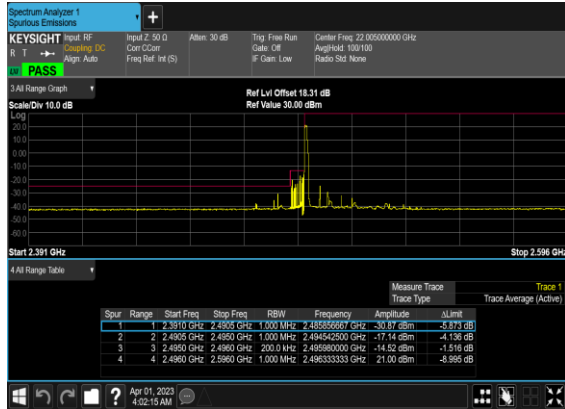 Spectrum Analyzer 1
Spurious Emissions
+
KEYSIGHT Input: RF Input Z: 50 Ω Atten: 30 dB Trig: Free Run Center Freq: 22.005000000 GHz
R T Coupling: DC Corr CCorr Gate: Off Avg|Hold: 100/100
Align: Auto Freq Ref: Int (S) IF Gain: Low Radio Std: None
LXI PASS
3 All Range Graph
Ref Lvl Offset 18.31 dB
Scale/Div 10.0 dB Ref Value 30.00 dBm
Log
20.0
10.0
0.00
-10.0
-20.0
-30.0
-40.0
-50.0
-60.0
Start 2.391 GHz Stop 2.596 GHz
4 All Range Table
Measure Trace Trace 1
Trace Type Trace Average (Active)
Spur Range Start Freq Stop Freq RBW Frequency Amplitude ΔLimit
1 1 2.3910 GHz 2.4905 GHz 1.000 MHz 2.485856667 GHz -30.87 dBm -5.873 dB
2 2 2.4905 GHz 2.4950 GHz 1.000 MHz 2.494542500 GHz -17.14 dBm -4.136 dB
3 3 2.4950 GHz 2.4960 GHz 200.0 kHz 2.495980000 GHz -14.52 dBm -1.516 dB
4 4 2.4960 GHz 2.5960 GHz 1.000 MHz 2.496333333 GHz 21.00 dBm -8.995 dB
?
Apr 01, 2023
4:02:15 AM